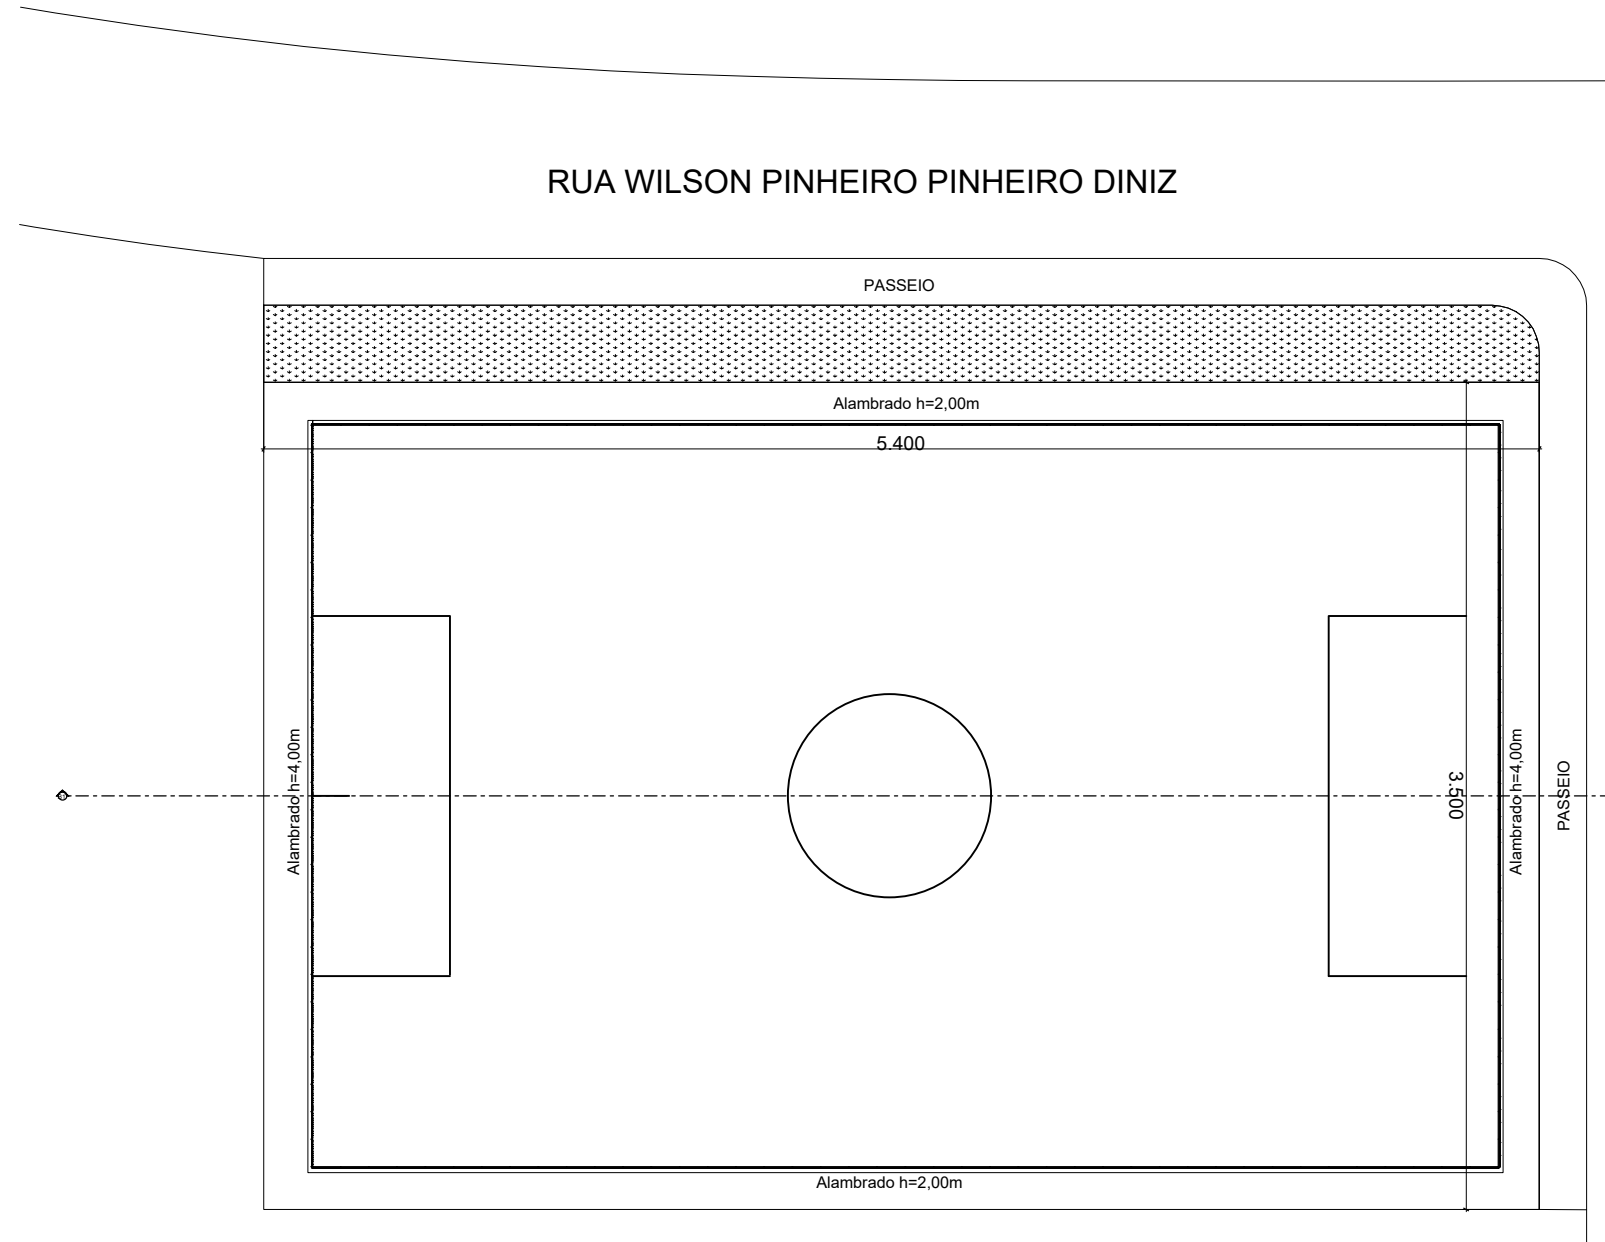 RUA WILSON PINHEIRO PINHEIRO DINIZ
PASSEIO
Alambrado h=2,00m
5.400
Alambrado h=4,00m
3.500
Alambrado h=4,00m
PASSEIO
Alambrado h=2,00m